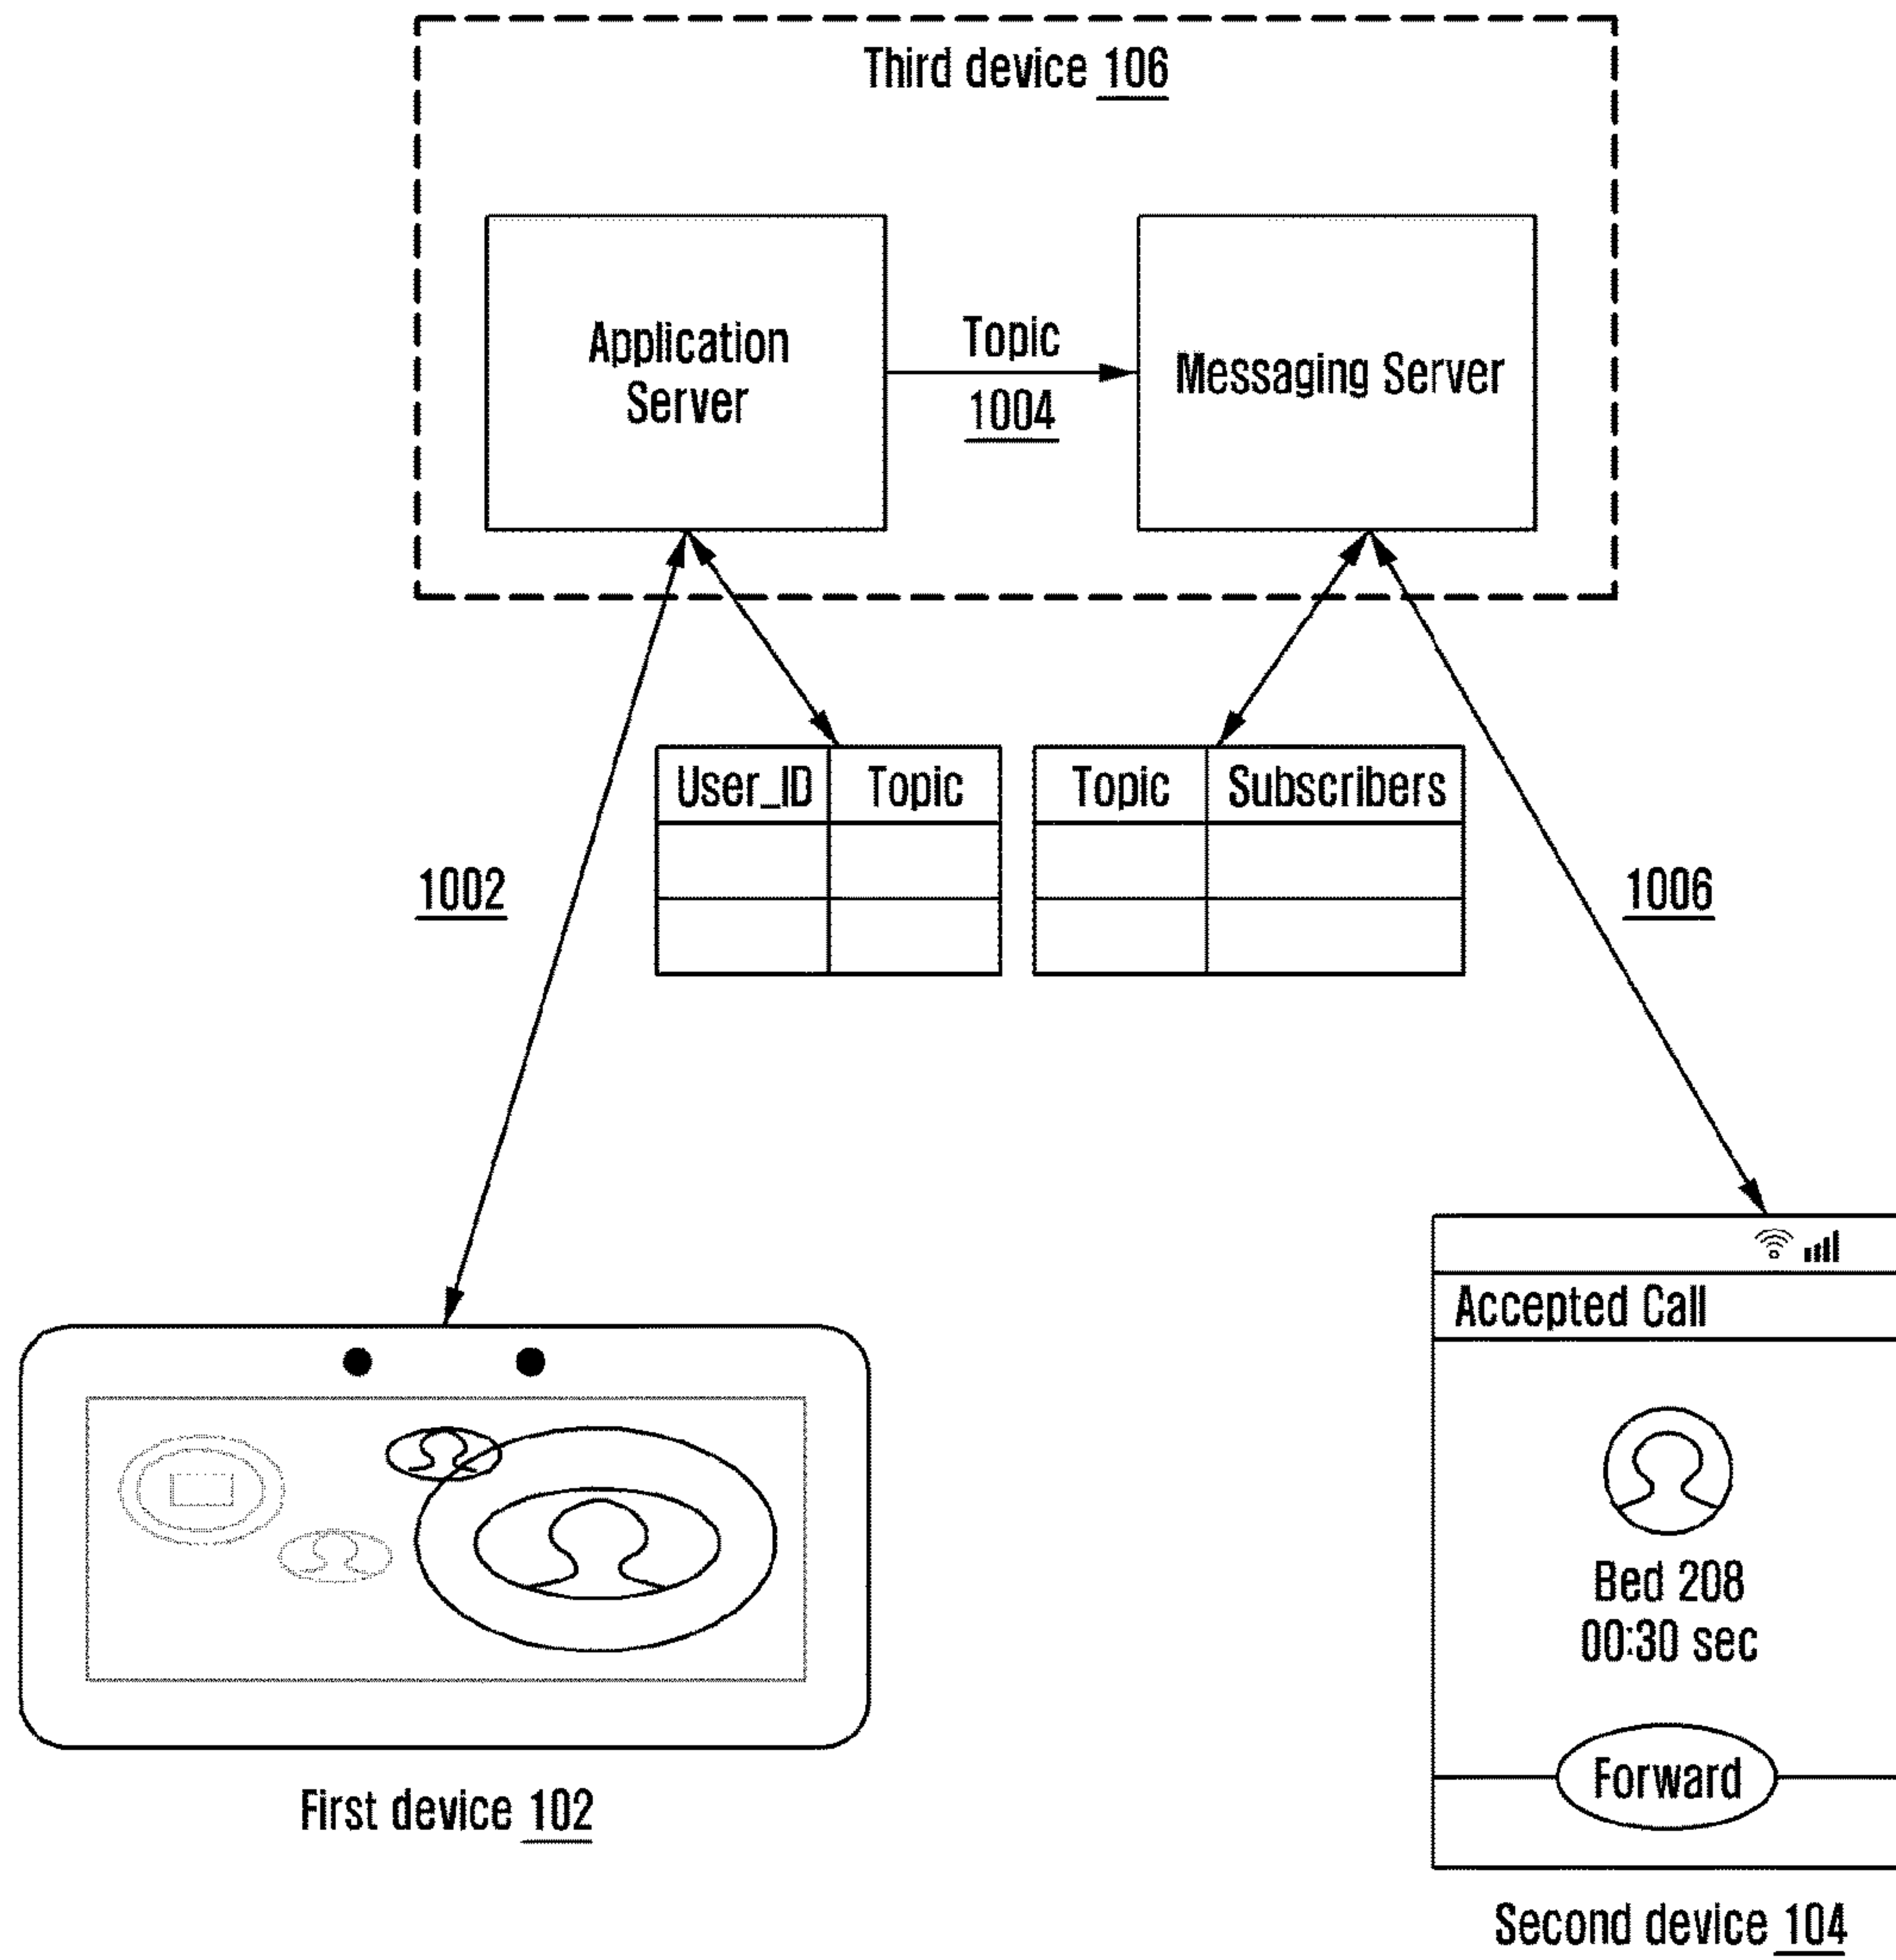 Third device 106
Application
Server
Topic
1004
Messaging Server
User_ID Topic
Topic Subscribers
1002
1006
Accepted Call
Bed 208
00:30 sec
Forward
First device 102
Second device 104